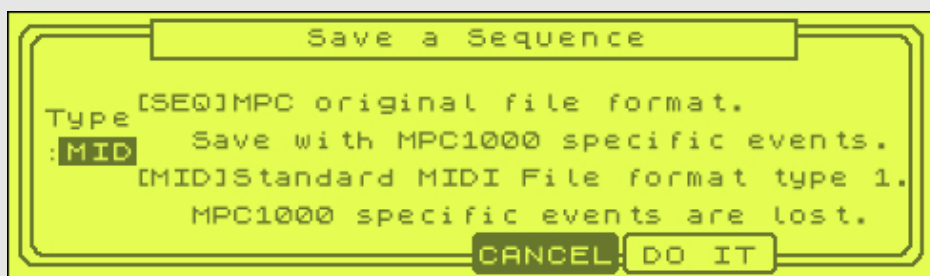 Save a Sequence
[SEQ]MPC original file format.
Type
Save with MPC1000 specific events.
:MID
[MID]Standard MIDI File format type 1.
MPC1000 specific events are lost.
CANCEL DO IT